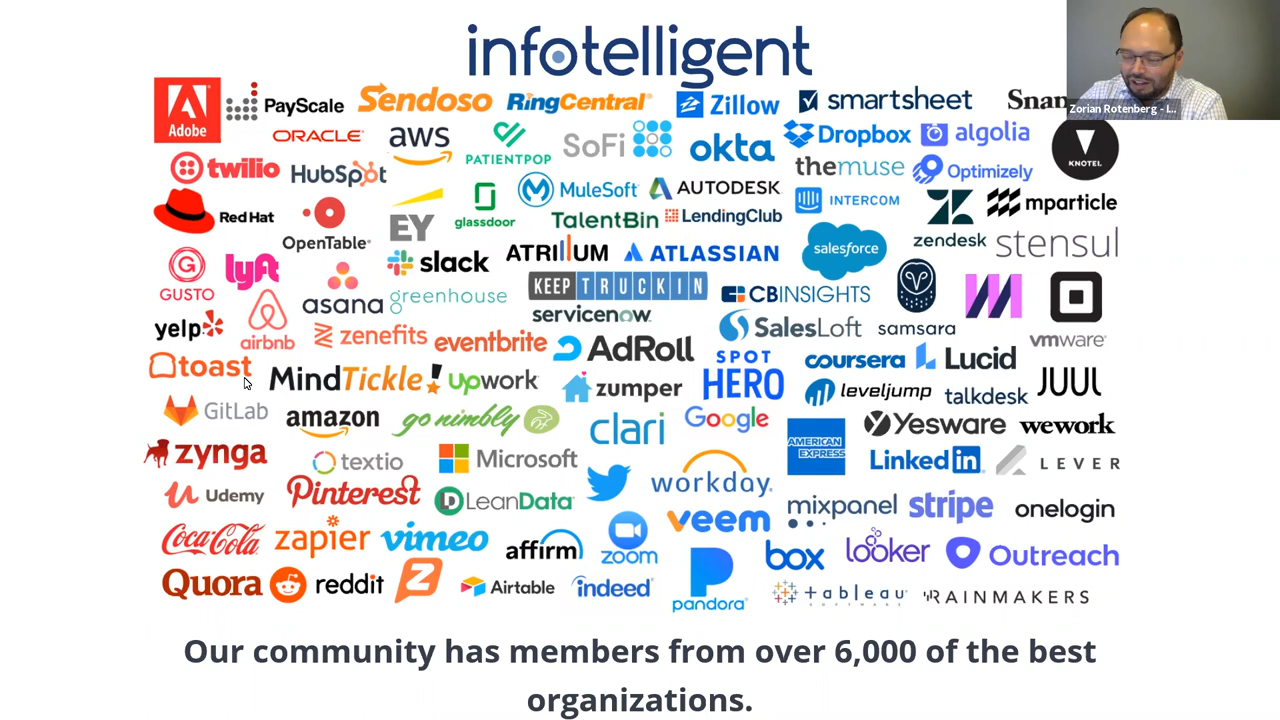 infotelligent
Adobe
PayScale
Sendoso
RingCentral
Zillow
smartsheet
Snap
Zorian Rotenberg - I...
ORACLE
aws
PATIENTPOP
SoFi
okta
Dropbox
algolia
KNOTEL
twilio
HubSpot
MuleSoft
AUTODESK
themuse
Optimizely
Red Hat
OpenTable
EY
glassdoor
TalentBin
LendingClub
INTERCOM
zendesk
mparticle
GUSTO
lyft
asana
slack
ATRIUM
ATLASSIAN
salesforce
stensul
greenhouse
KEEPTRUCKIN
CBINSIGHTS
samsara
yelp
airbnb
zenefits
eventbrite
servicenow
SalesLoft
vmware
toast
MindTickle
upwork
AdRoll
zumper
SPOT
HERO
coursera
Lucid
leveljump
talkdesk
JUUL
GitLab
amazon
go nimbly
clari
Google
AMERICAN
EXPRESS
Yesware
wework
zynga
textio
Microsoft
workday
LinkedIn
LEVER
Udemy
Pinterest
LeanData
veem
mixpanel
stripe
onelogin
Coca-Cola
zapier
vimeo
affirm
zoom
box
looker
Outreach
Quora
reddit
Airtable
indeed
pandora
tableau
SOFTWARE
RAINMAKERS
Our community has members from over 6,000 of the best
organizations.